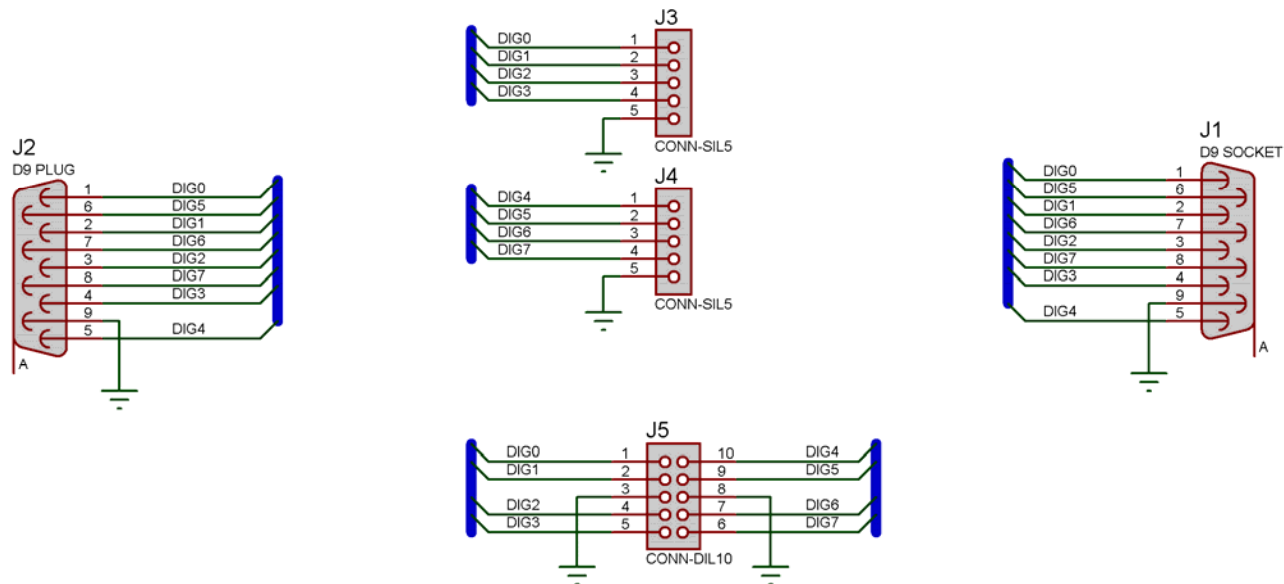 J3
DIG0 1
DIG1 2
DIG2 3
DIG3 4
5
CONN-SIL5
J2
D9 PLUG
1 DIG0
6 DIG5
2 DIG1
7 DIG6
3 DIG2
8 DIG7
4 DIG3
9
5 DIG4
A
J4
DIG4 1
DIG5 2
DIG6 3
DIG7 4
5
CONN-SIL5
J1
D9 SOCKET
DIG0 1
DIG5 6
DIG1 2
DIG6 7
DIG2 3
DIG7 8
DIG3 4
9
DIG4 5
A
J5
DIG0 1 10 DIG4
DIG1 2 9 DIG5
3 8
DIG2 4 7 DIG6
DIG3 5 6 DIG7
CONN-DIL10